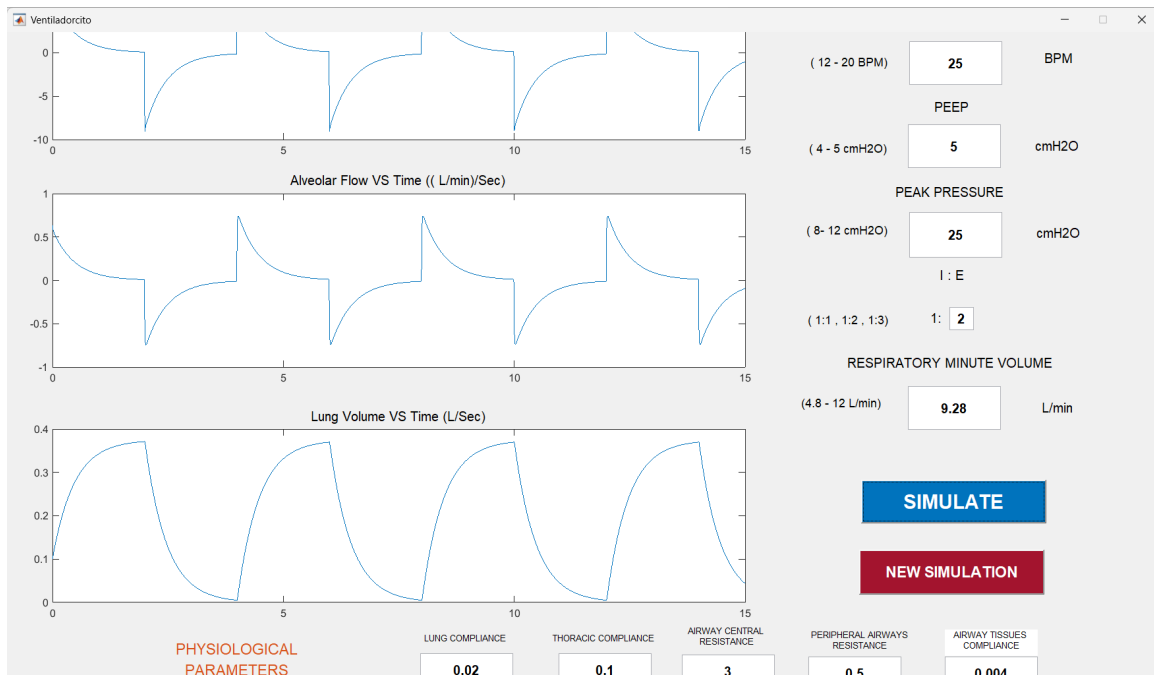 Ventiladorcito
0
-5
-10
0 5 10 15
( 12 - 20 BPM) 25 BPM
PEEP
( 4 - 5 cmH2O) 5 cmH2O
Alveolar Flow VS Time (( L/min)/Sec)
1
0.5
0
-0.5
-1
0 5 10 15
PEAK PRESSURE
( 8- 12 cmH2O) 25 cmH2O
I : E
( 1:1 , 1:2 , 1:3) 1: 2
RESPIRATORY MINUTE VOLUME
(4.8 - 12 L/min) 9.28 L/min
Lung Volume VS Time (L/Sec)
0.4
0.3
0.2
0.1
0
0 5 10 15
SIMULATE
NEW SIMULATION
PHYSIOLOGICAL
PARAMETERS
LUNG COMPLIANCE
0.02
THORACIC COMPLIANCE
0.1
AIRWAY CENTRAL
RESISTANCE
3
PERIPHERAL AIRWAYS
RESISTANCE
0.5
AIRWAY TISSUES
COMPLIANCE
0.004